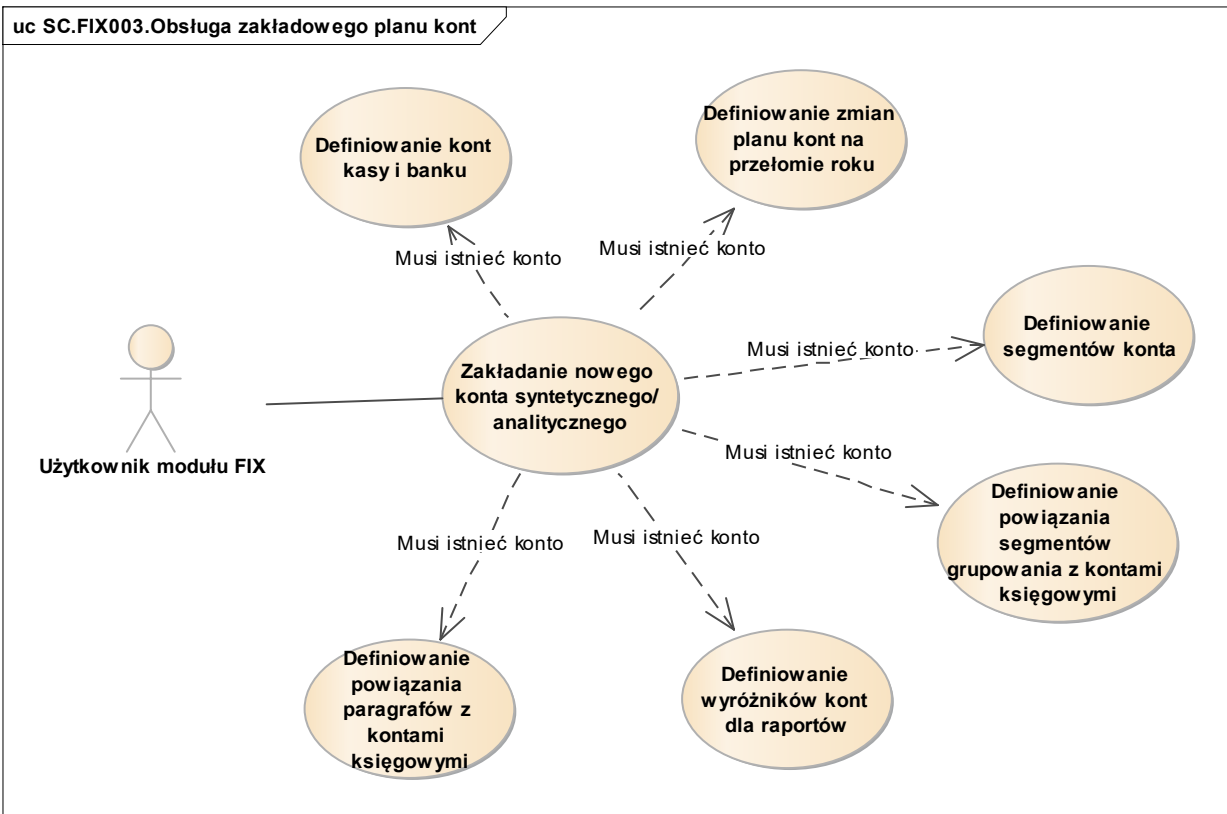 uc SC.FIX003.Obsługa zakładowego planu kont
Definiowanie kont
kasy i banku
Definiowanie zmian
planu kont na
przełomie roku
Musi istnieć konto
Musi istnieć konto
Definiowanie
segmentów konta
Musi istnieć konto
Zakładanie nowego
konta syntetycznego/
analitycznego
Użytkownik modułu FIX
Musi istnieć konto
Definiowanie
powiązania
segmentów
grupowania z kontami
księgowymi
Musi istnieć konto
Musi istnieć konto
Definiowanie
powiązania
paragrafów z
kontami
księgowymi
Definiowanie
wyróżników kont
dla raportów